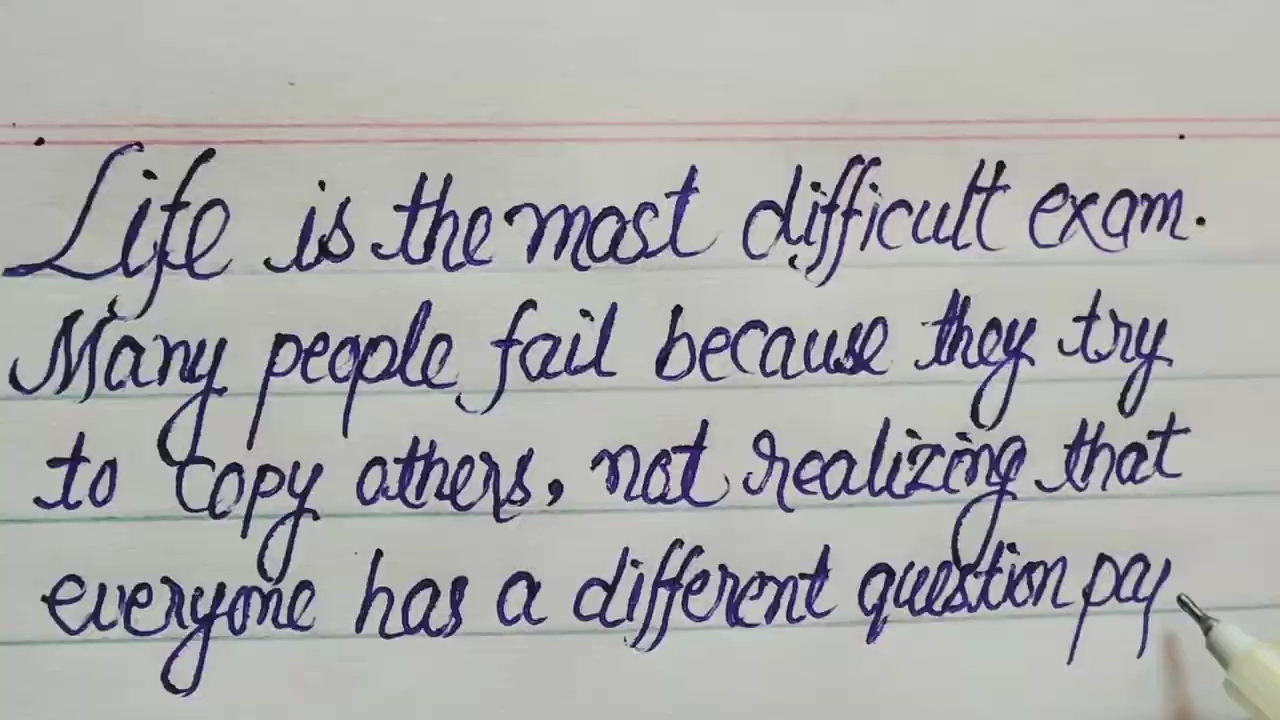 Life is the most difficult exam.
Many people fail because they try
to copy others, not realizing that
everyone has a different question pap